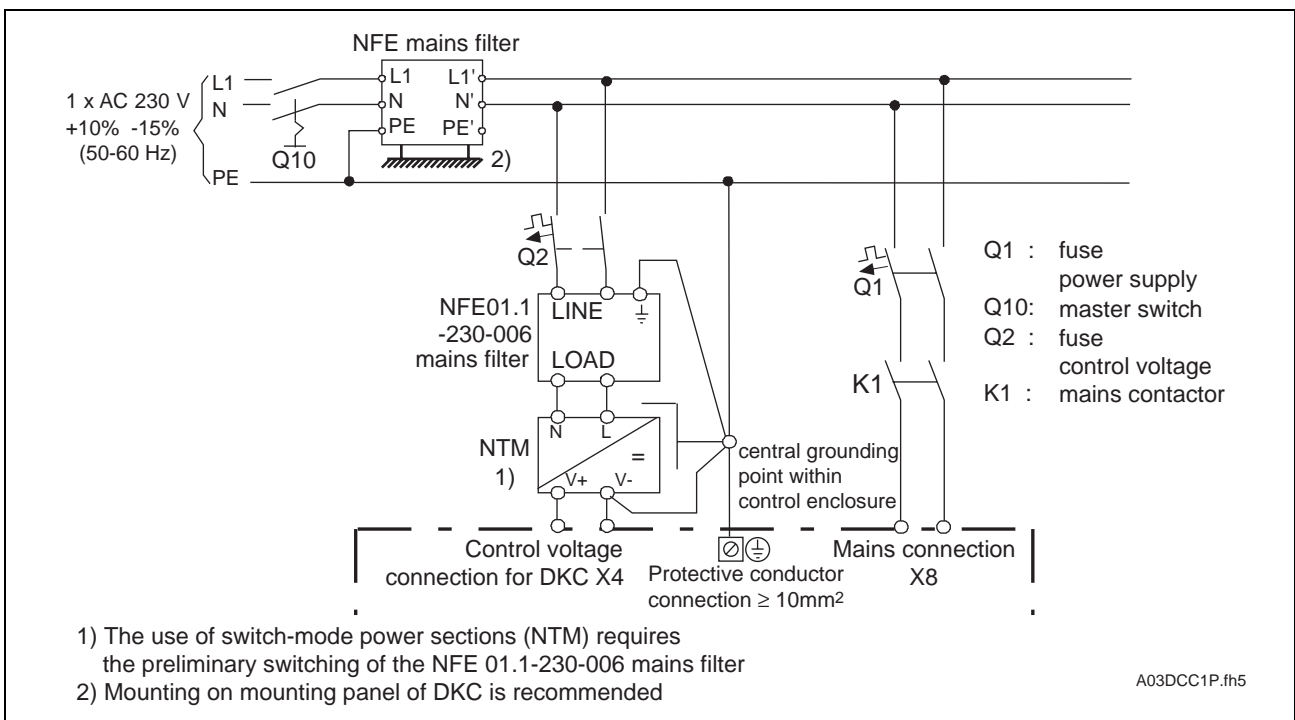 NFE mains filter
L1
N
1 x AC 230 V
+10% -15%
(50-60 Hz)
PE
L1 L1'
N N'
PE PE'
Q10
2)
Q2
NFE01.1
-230-006
mains filter
LINE
LOAD
N L
NTM
1)
=
V+ V-
central grounding
point within
control enclosure
Q1
K1
Q1 : fuse
power supply
Q10: master switch
Q2 : fuse
control voltage
K1 : mains contactor
Control voltage
connection for DKC X4
Protective conductor
connection ≥ 10mm²
Mains connection
X8
1) The use of switch-mode power sections (NTM) requires
the preliminary switching of the NFE 01.1-230-006 mains filter
2) Mounting on mounting panel of DKC is recommended
A03DCC1P.fh5